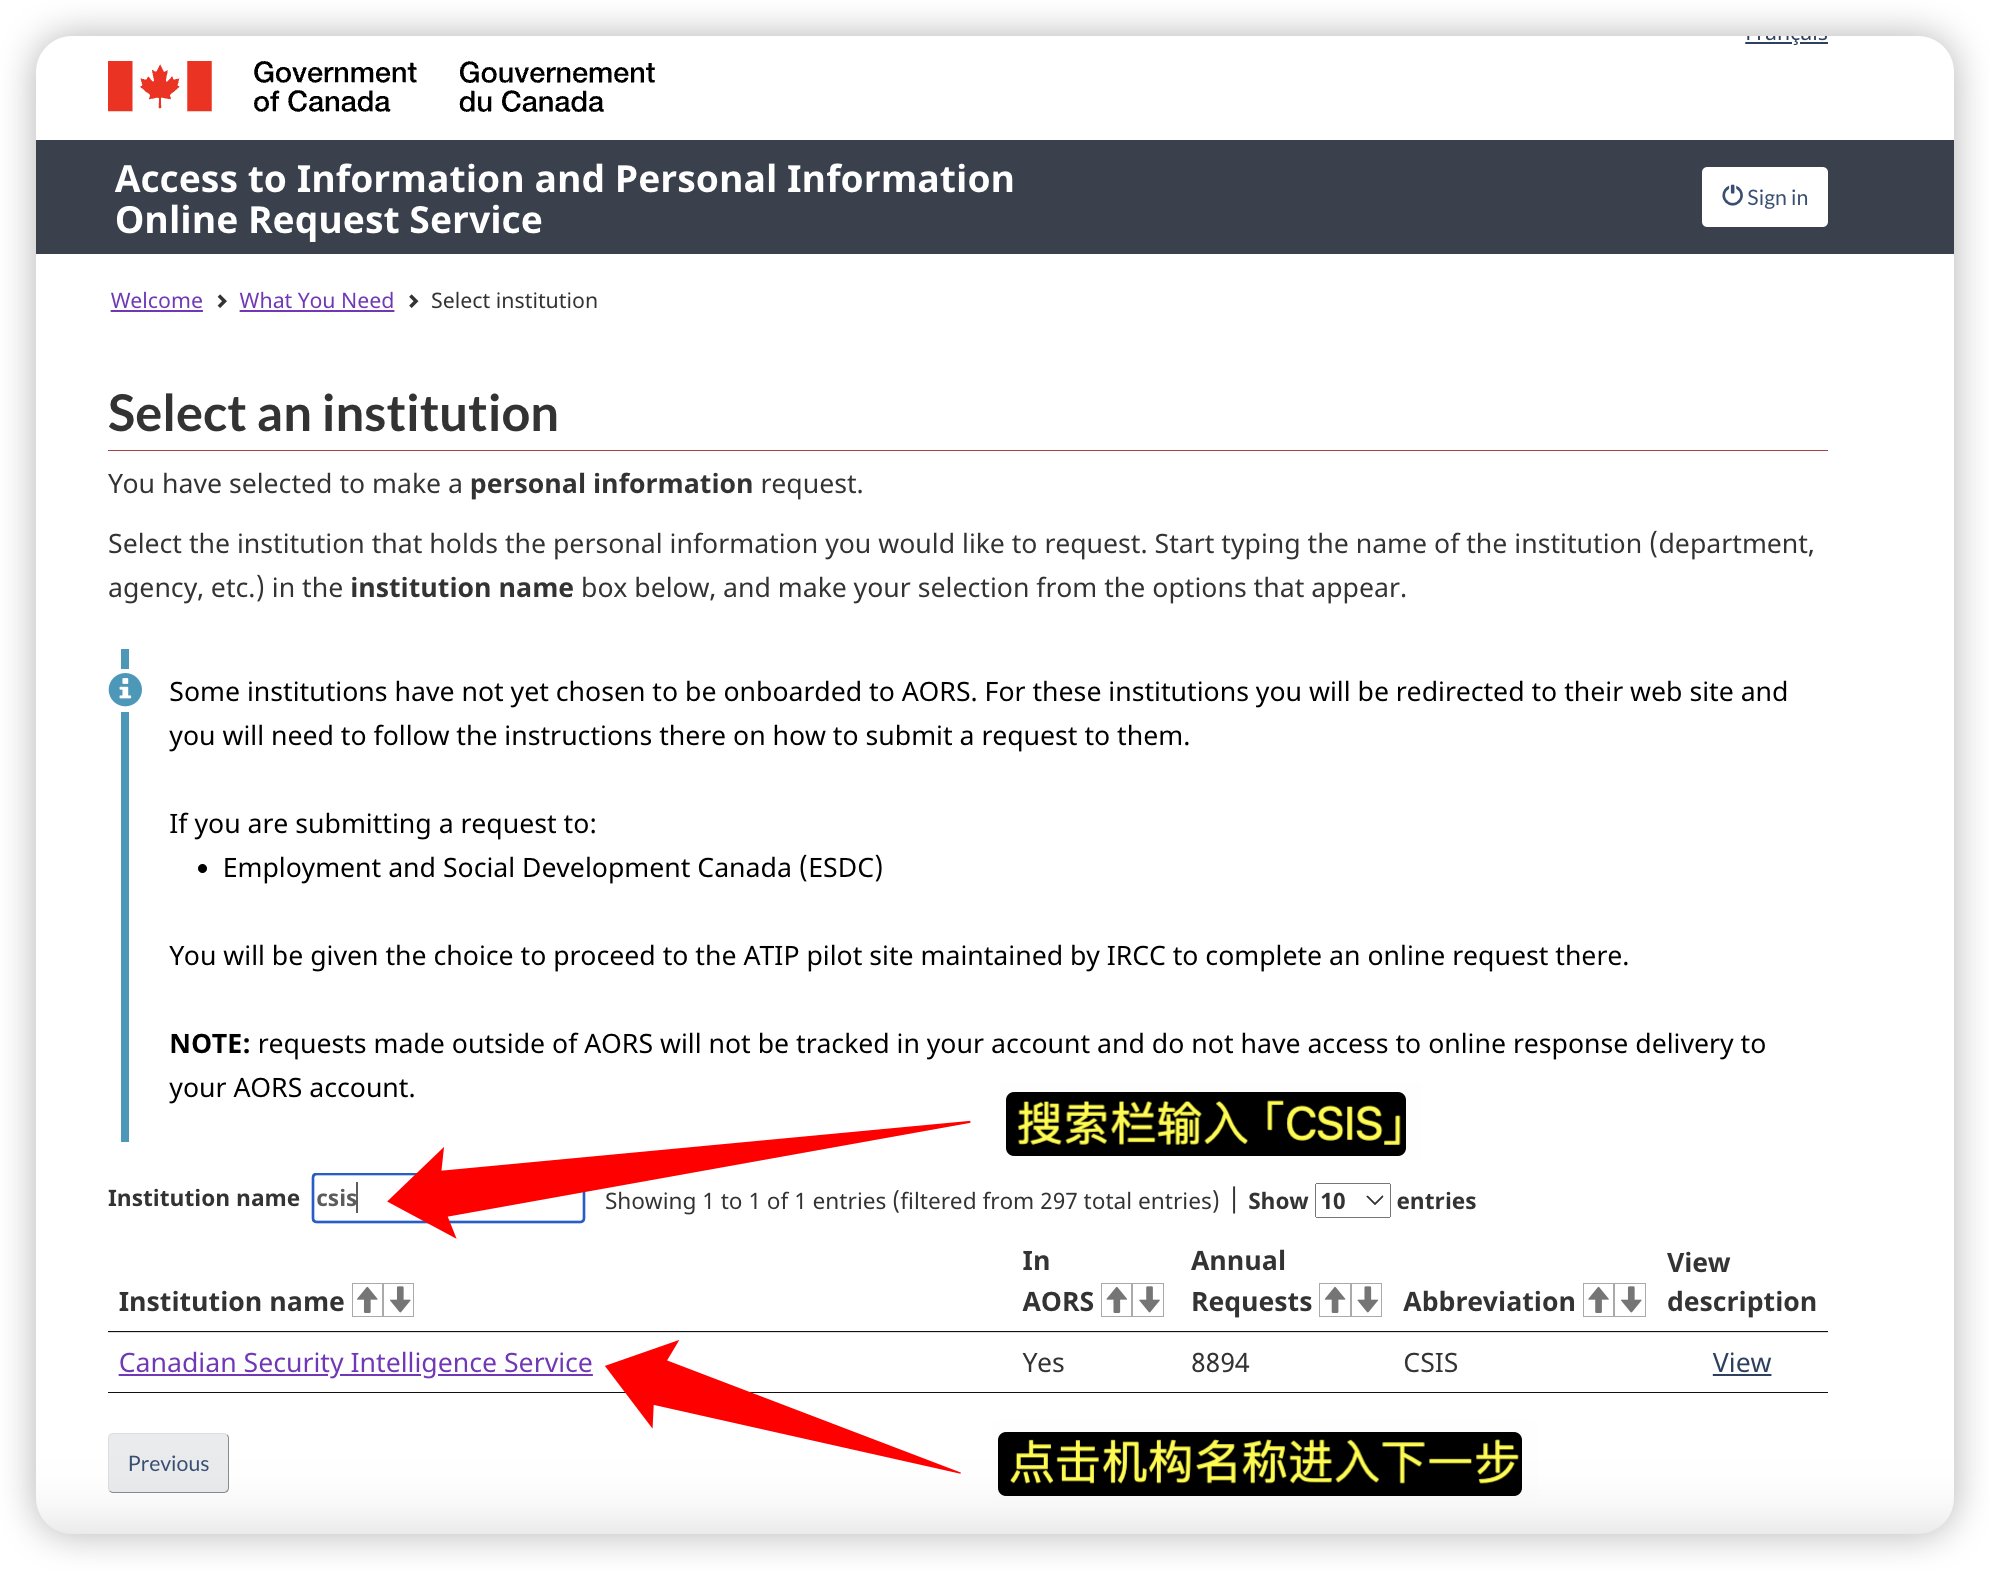 Français
Government
of Canada
Gouvernement
du Canada
Access to Information and Personal Information
Online Request Service
Sign in
Welcome > What You Need > Select institution
Select an institution
You have selected to make a personal information request.
Select the institution that holds the personal information you would like to request. Start typing the name of the institution (department,
agency, etc.) in the institution name box below, and make your selection from the options that appear.
Some institutions have not yet chosen to be onboarded to AORS. For these institutions you will be redirected to their web site and
you will need to follow the instructions there on how to submit a request to them.
If you are submitting a request to:
• Employment and Social Development Canada (ESDC)
You will be given the choice to proceed to the ATIP pilot site maintained by IRCC to complete an online request there.
NOTE: requests made outside of AORS will not be tracked in your account and do not have access to online response delivery to
your AORS account.
搜索栏输入「CSIS」
Institution name csis Showing 1 to 1 of 1 entries (filtered from 297 total entries) | Show 10 entries
Institution name
In
AORS
Annual
Requests
Abbreviation
View
description
Canadian Security Intelligence Service Yes 8894 CSIS View
点击机构名称进入下一步
Previous